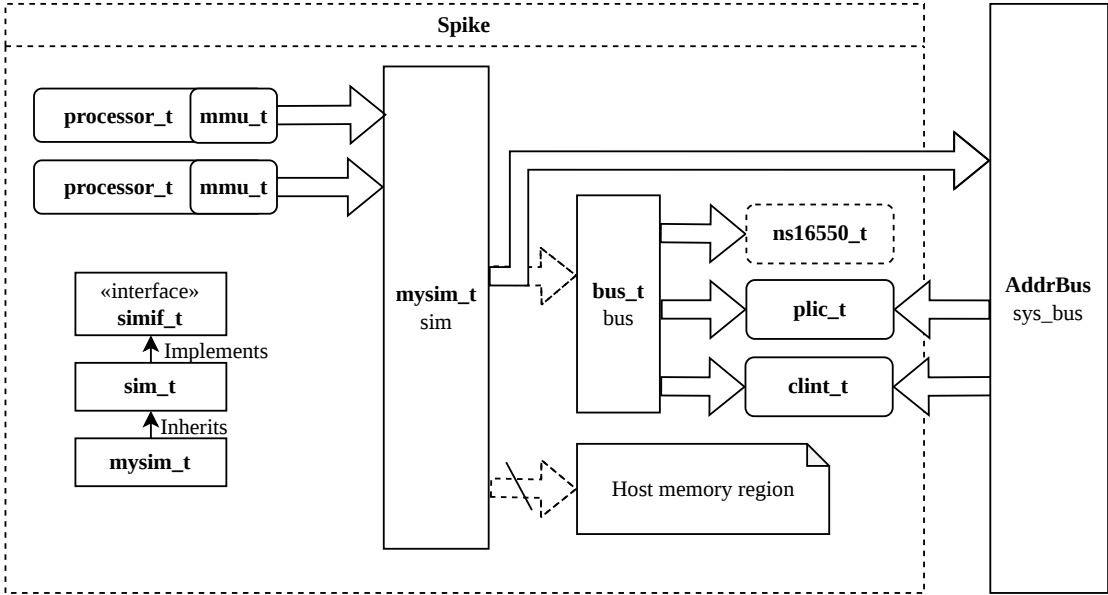 Spike
processor_t mmu_t
processor_t mmu_t
«interface»
simif_t
Implements
sim_t
Inherits
mysim_t
mysim_t
sim
bus_t
bus
ns16550_t
plic_t
clint_t
Host memory region
AddrBus
sys_bus